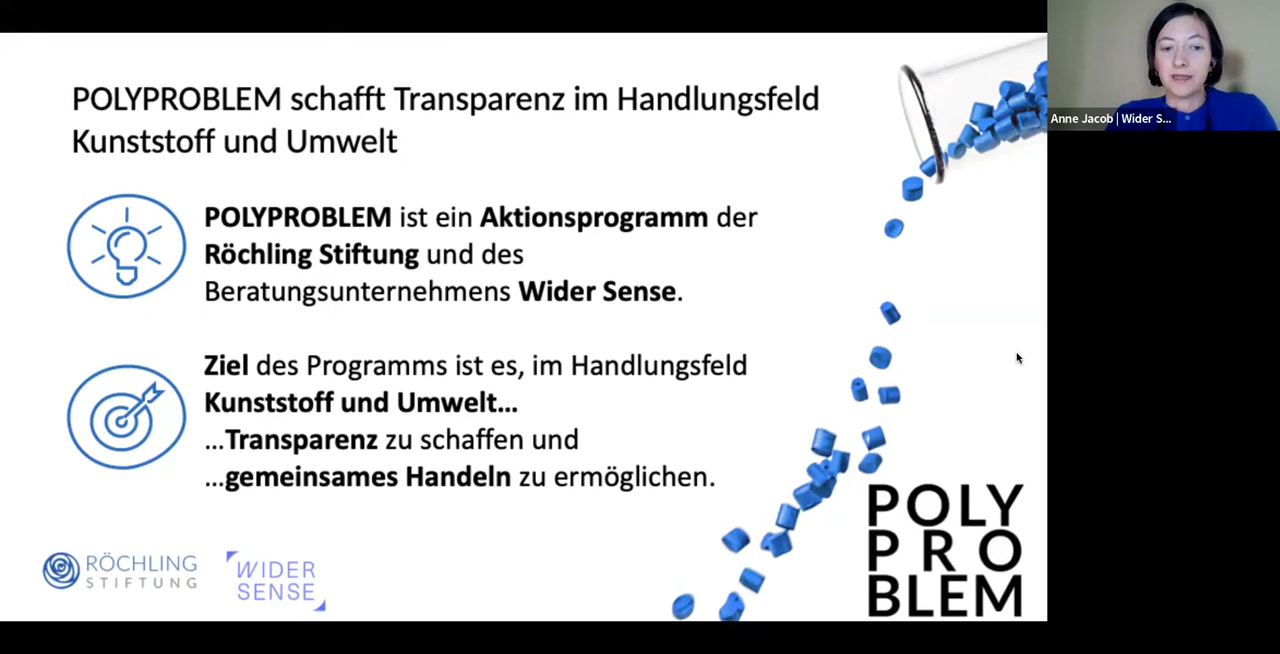 POLYPROBLEM schafft Transparenz im Handlungsfeld
Kunststoff und Umwelt
POLYPROBLEM ist ein Aktionsprogramm der
Röchling Stiftung und des
Beratungsunternehmens Wider Sense.
Ziel des Programms ist es, im Handlungsfeld
Kunststoff und Umwelt...
...Transparenz zu schaffen und
...gemeinsames Handeln zu ermöglichen.
RÖCHLING
STIFTUNG
WIDER
SENSE
POLY
PRO
BLEM
Anne Jacob | Wider S...